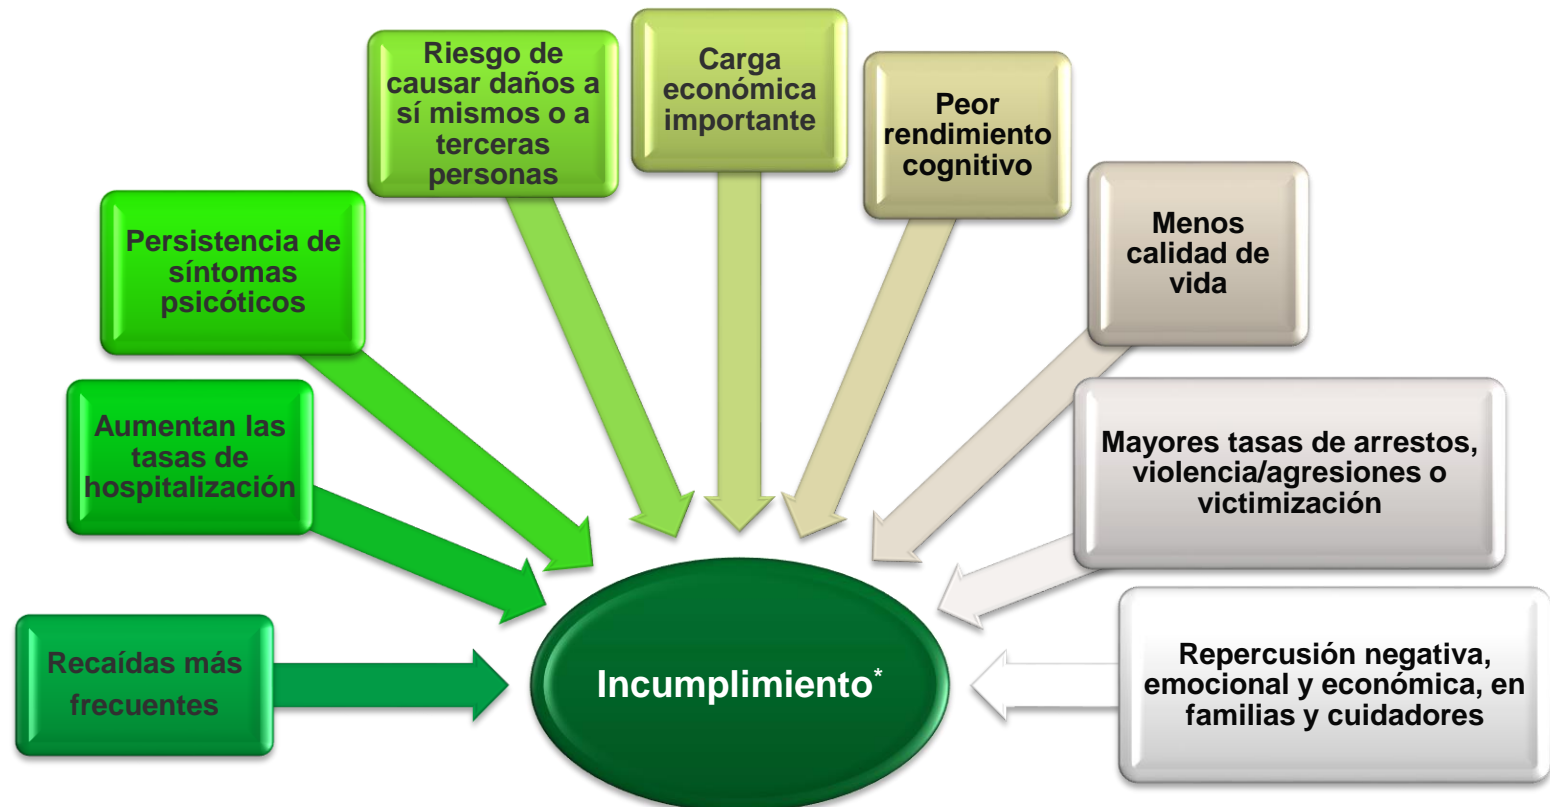 Riesgo de
causar daños a
sí mismos o a
terceras
personas
Carga
económica
importante
Peor
rendimiento
cognitivo
Persistencia de
síntomas
psicóticos
Menos
calidad de
vida
Aumentan las
tasas de
hospitalización
Mayores tasas de arrestos,
violencia/agresiones o
victimización
Recaídas más
frecuentes
Incumplimiento*
Repercusión negativa,
emocional y económica, en
familias y cuidadores